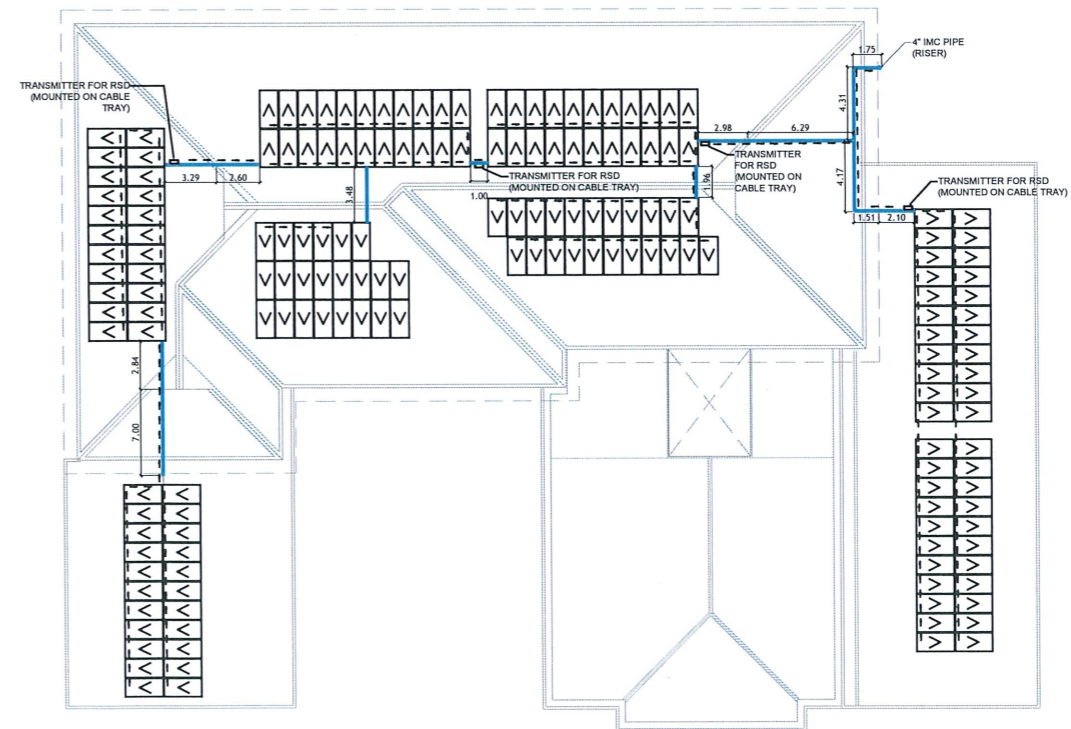 4" IMC PIPE
(RISER)
1.75
4.31
TRANSMITTER FOR RSD
(MOUNTED ON CABLE
TRAY)
2.98
6.29
TRANSMITTER
FOR RSD
(MOUNTED ON
CABLE TRAY)
3.29
2.60
3.48
1.00
TRANSMITTER FOR RSD
(MOUNTED ON CABLE TRAY)
1.96
4.17
TRANSMITTER FOR RSD
(MOUNTED ON CABLE TRAY)
1.51
2.10
2.84
7.00